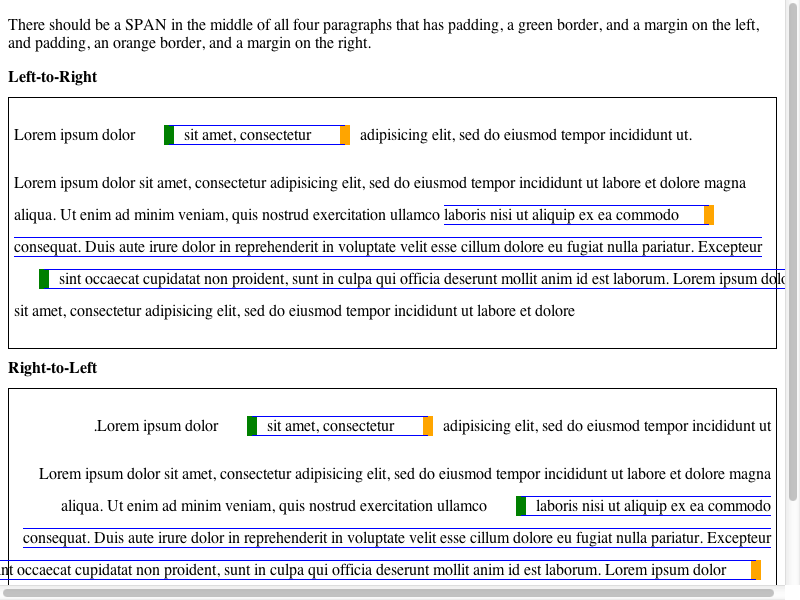 There should be a SPAN in the middle of all four paragraphs that has padding, a green border, and a margin on the left,
and padding, an orange border, and a margin on the right.
Left-to-Right
Lorem ipsum dolor sit amet, consectetur adipisicing elit, sed do eiusmod tempor incididunt ut.
Lorem ipsum dolor sit amet, consectetur adipisicing elit, sed do eiusmod tempor incididunt ut labore et dolore magna
aliqua. Ut enim ad minim veniam, quis nostrud exercitation ullamco laboris nisi ut aliquip ex ea commodo
consequat. Duis aute irure dolor in reprehenderit in voluptate velit esse cillum dolore eu fugiat nulla pariatur. Excepteur
sint occaecat cupidatat non proident, sunt in culpa qui officia deserunt mollit anim id est laborum. Lorem ipsum
sit amet, consectetur adipisicing elit, sed do eiusmod tempor incididunt ut labore et dolore
Right-to-Left
.Lorem ipsum dolor sit amet, consectetur adipisicing elit, sed do eiusmod tempor incididunt ut
Lorem ipsum dolor sit amet, consectetur adipisicing elit, sed do eiusmod tempor incididunt ut labore et dolore magna
aliqua. Ut enim ad minim veniam, quis nostrud exercitation ullamco laboris nisi ut aliquip ex ea commodo
consequat. Duis aute irure dolor in reprehenderit in voluptate velit esse cillum dolore eu fugiat nulla pariatur. Excepteur
occaecat cupidatat non proident, sunt in culpa qui officia deserunt mollit anim id est laborum. Lorem ipsum dolor